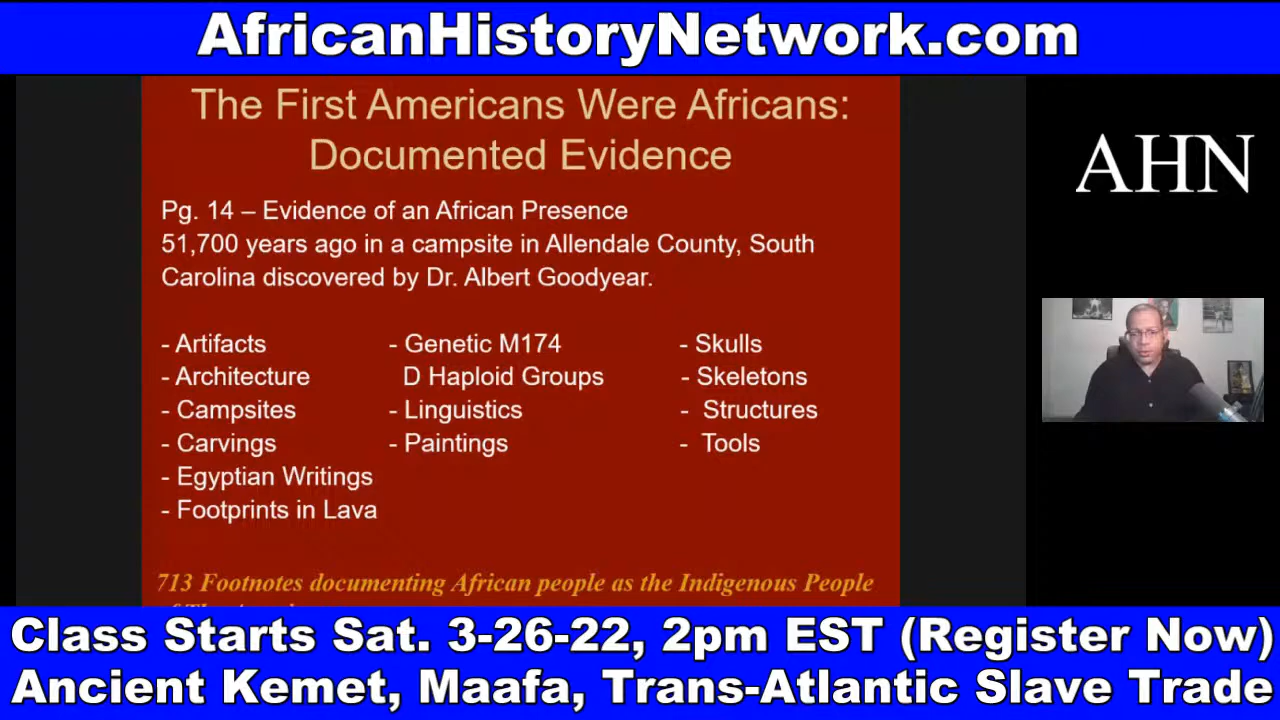 AfricanHistoryNetwork.com
The First Americans Were Africans:
Documented Evidence
Pg. 14 – Evidence of an African Presence
51,700 years ago in a campsite in Allendale County, South
Carolina discovered by Dr. Albert Goodyear.
- Artifacts
- Architecture
- Campsites
- Carvings
- Egyptian Writings
- Footprints in Lava
- Genetic M174
D Haploid Groups
- Linguistics
- Paintings
- Skulls
- Skeletons
- Structures
- Tools
713 Footnotes documenting African people as the Indigenous People
AHN
Class Starts Sat. 3-26-22, 2pm EST (Register Now)
Ancient Kemet, Maafa, Trans-Atlantic Slave Trade